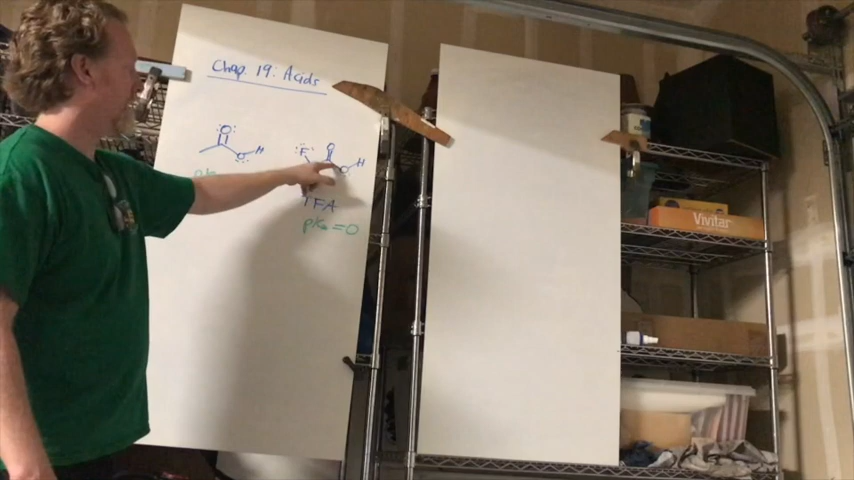 Chap. 19: Acids
O
O H
F O
O H
TFA
pKa = 0
Vivitar